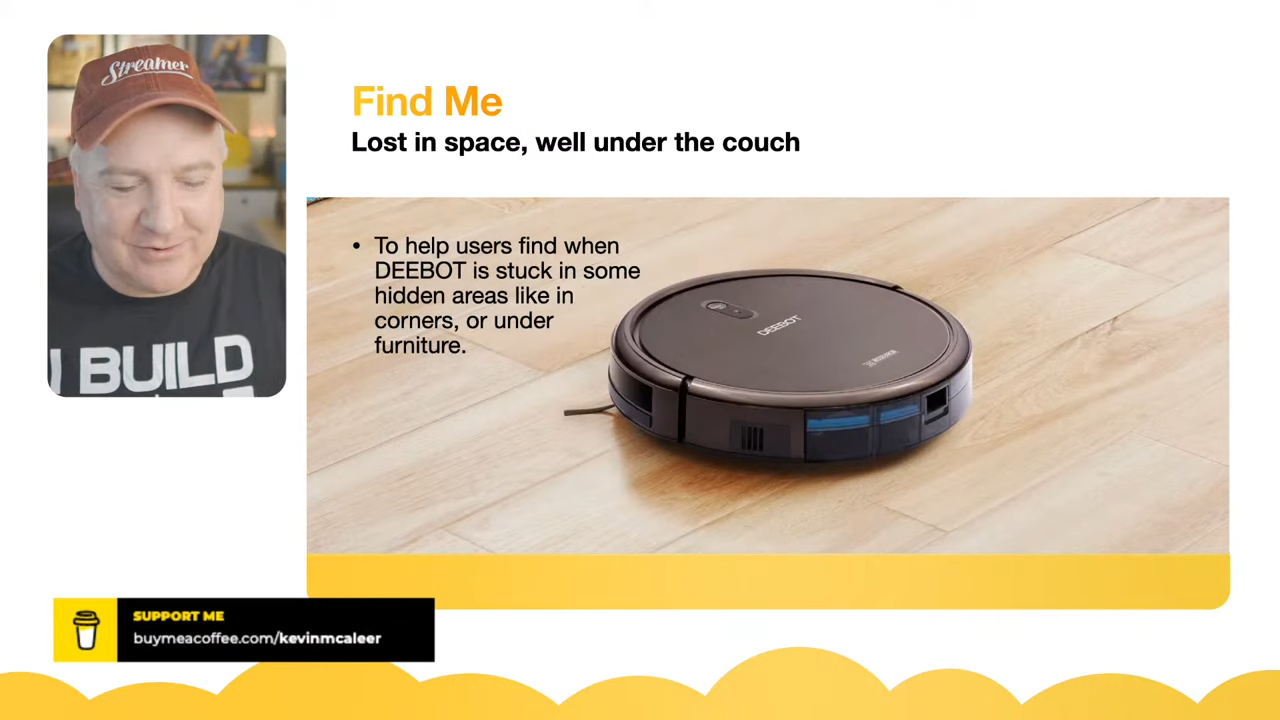 Streamer
I BUILD
Find Me
Lost in space, well under the couch
• To help users find when
DEEBOT is stuck in some
hidden areas like in
corners, or under
furniture.
DEEBOT
SUPPORT ME
buymeacoffee.com/kevinmcaleer